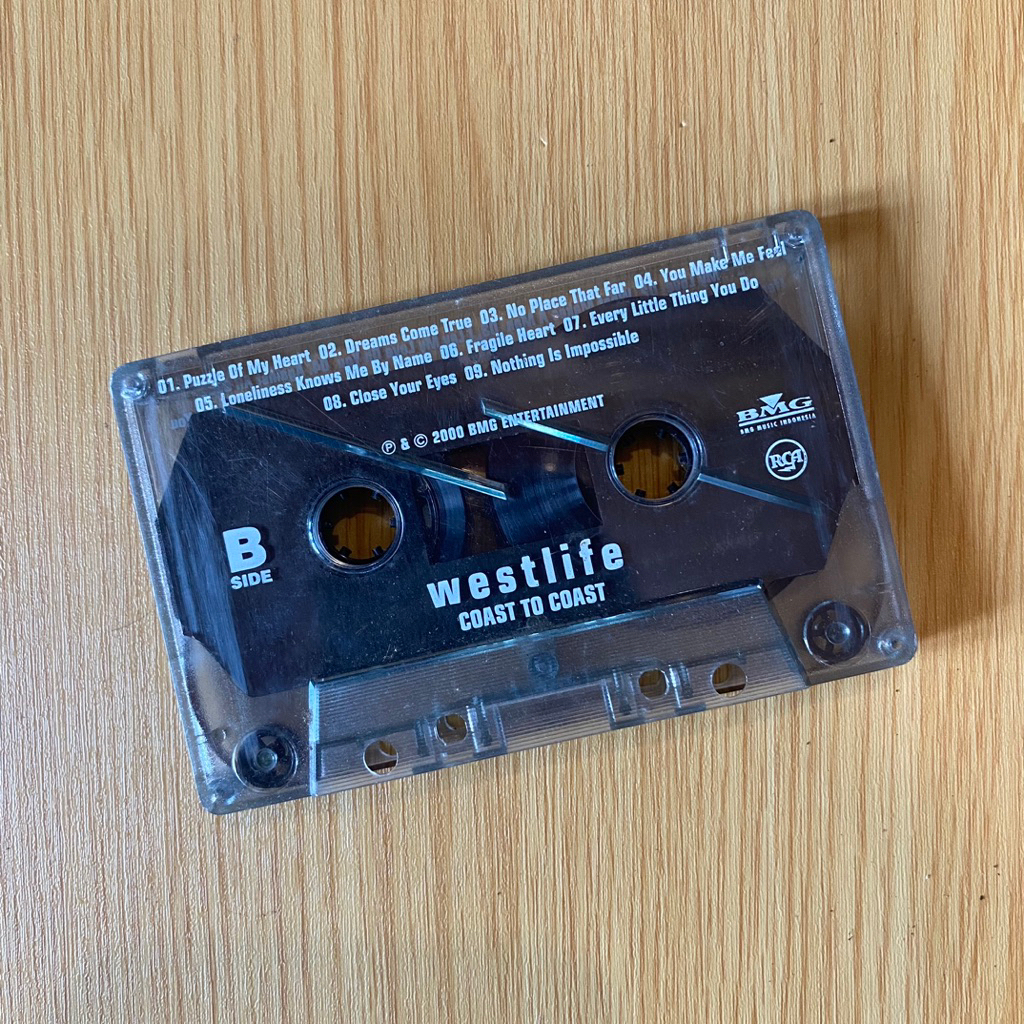 01. Puzzle Of My Heart 02. Dreams Come True 03. No Place That Far 04. You Make Me Feel
05. Loneliness Knows Me By Name 06. Fragile Heart 07. Every Little Thing You Do
08. Close Your Eyes 09. Nothing Is Impossible
℗ & © 2000 BMG ENTERTAINMENT
BMG
BMG MUSIC INDONESIA
RCA
B
SIDE
westlife
COAST TO COAST